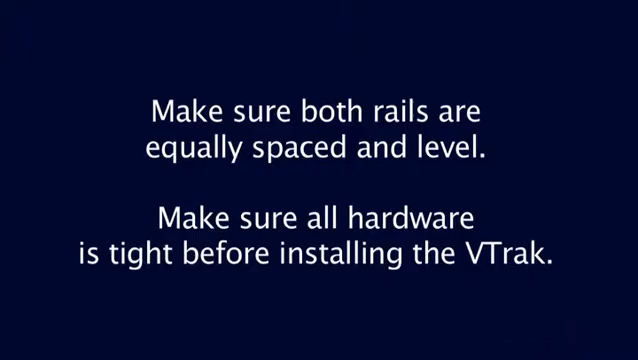 Make sure both rails are
equally spaced and level.
Make sure all hardware
is tight before installing the VTrak.